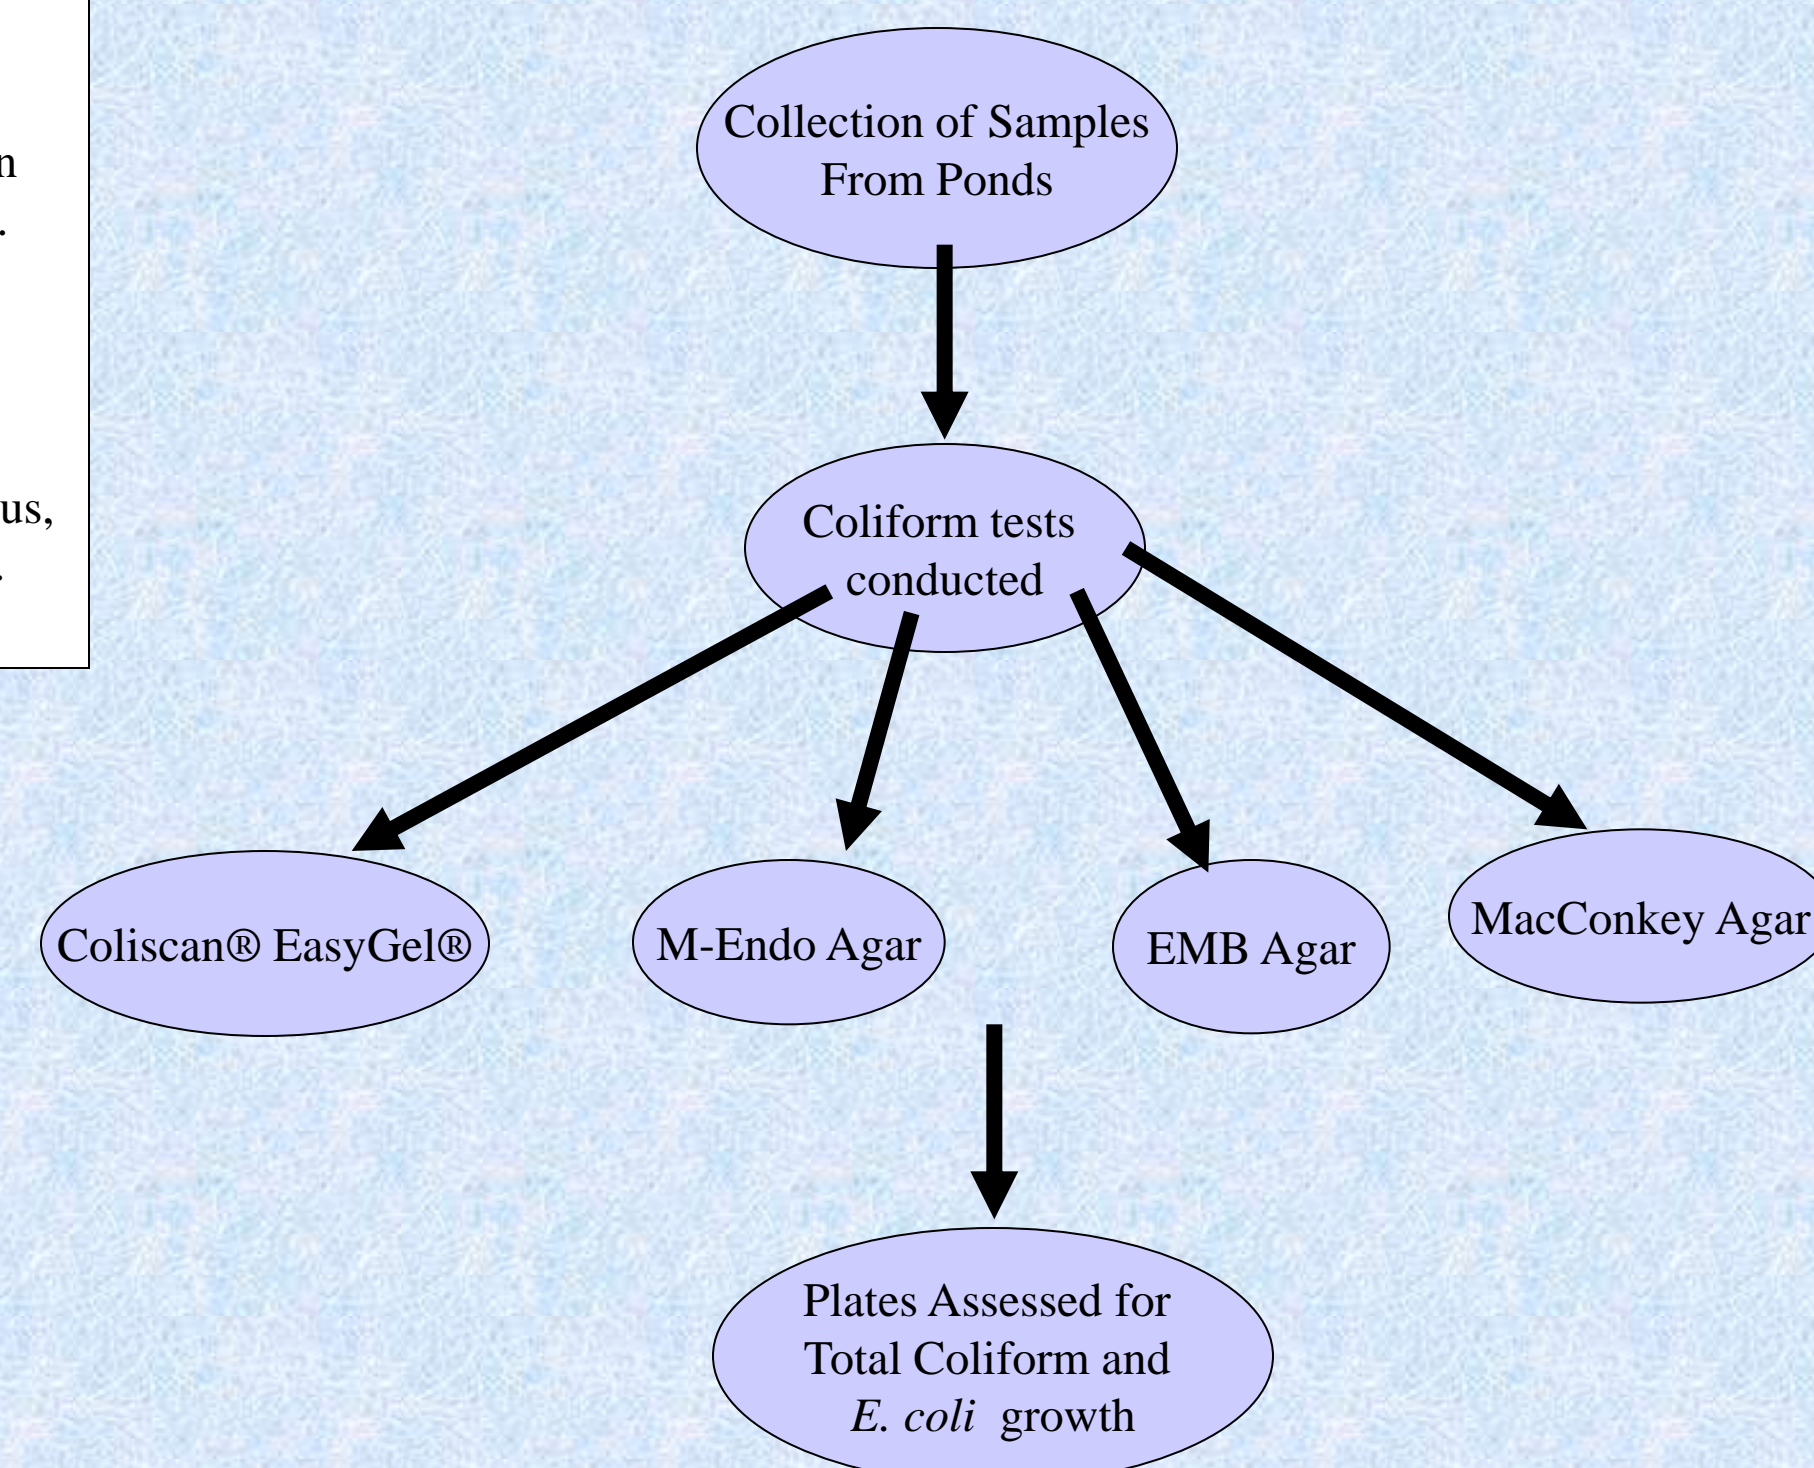 n
.
us,
.
Collection of Samples
From Ponds
Coliform tests
conducted
Coliscan® EasyGel®
M-Endo Agar
EMB Agar
MacConkey Agar
Plates Assessed for
Total Coliform and
E. coli growth